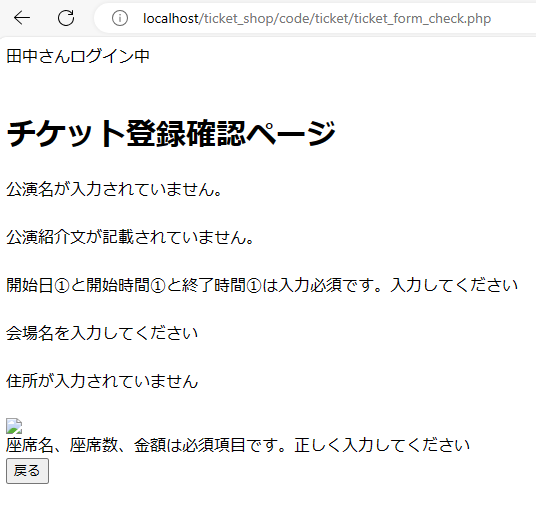 localhost/ticket_shop/code/ticket/ticket_form_check.php
田中さんログイン中
チケット登録確認ページ
公演名が入力されていません。
公演紹介文が記載されていません。
開始日①と開始時間①と終了時間①は入力必須です。入力してください
会場名を入力してください
住所が入力されていません
座席名、座席数、金額は必須項目です。正しく入力してください
戻る